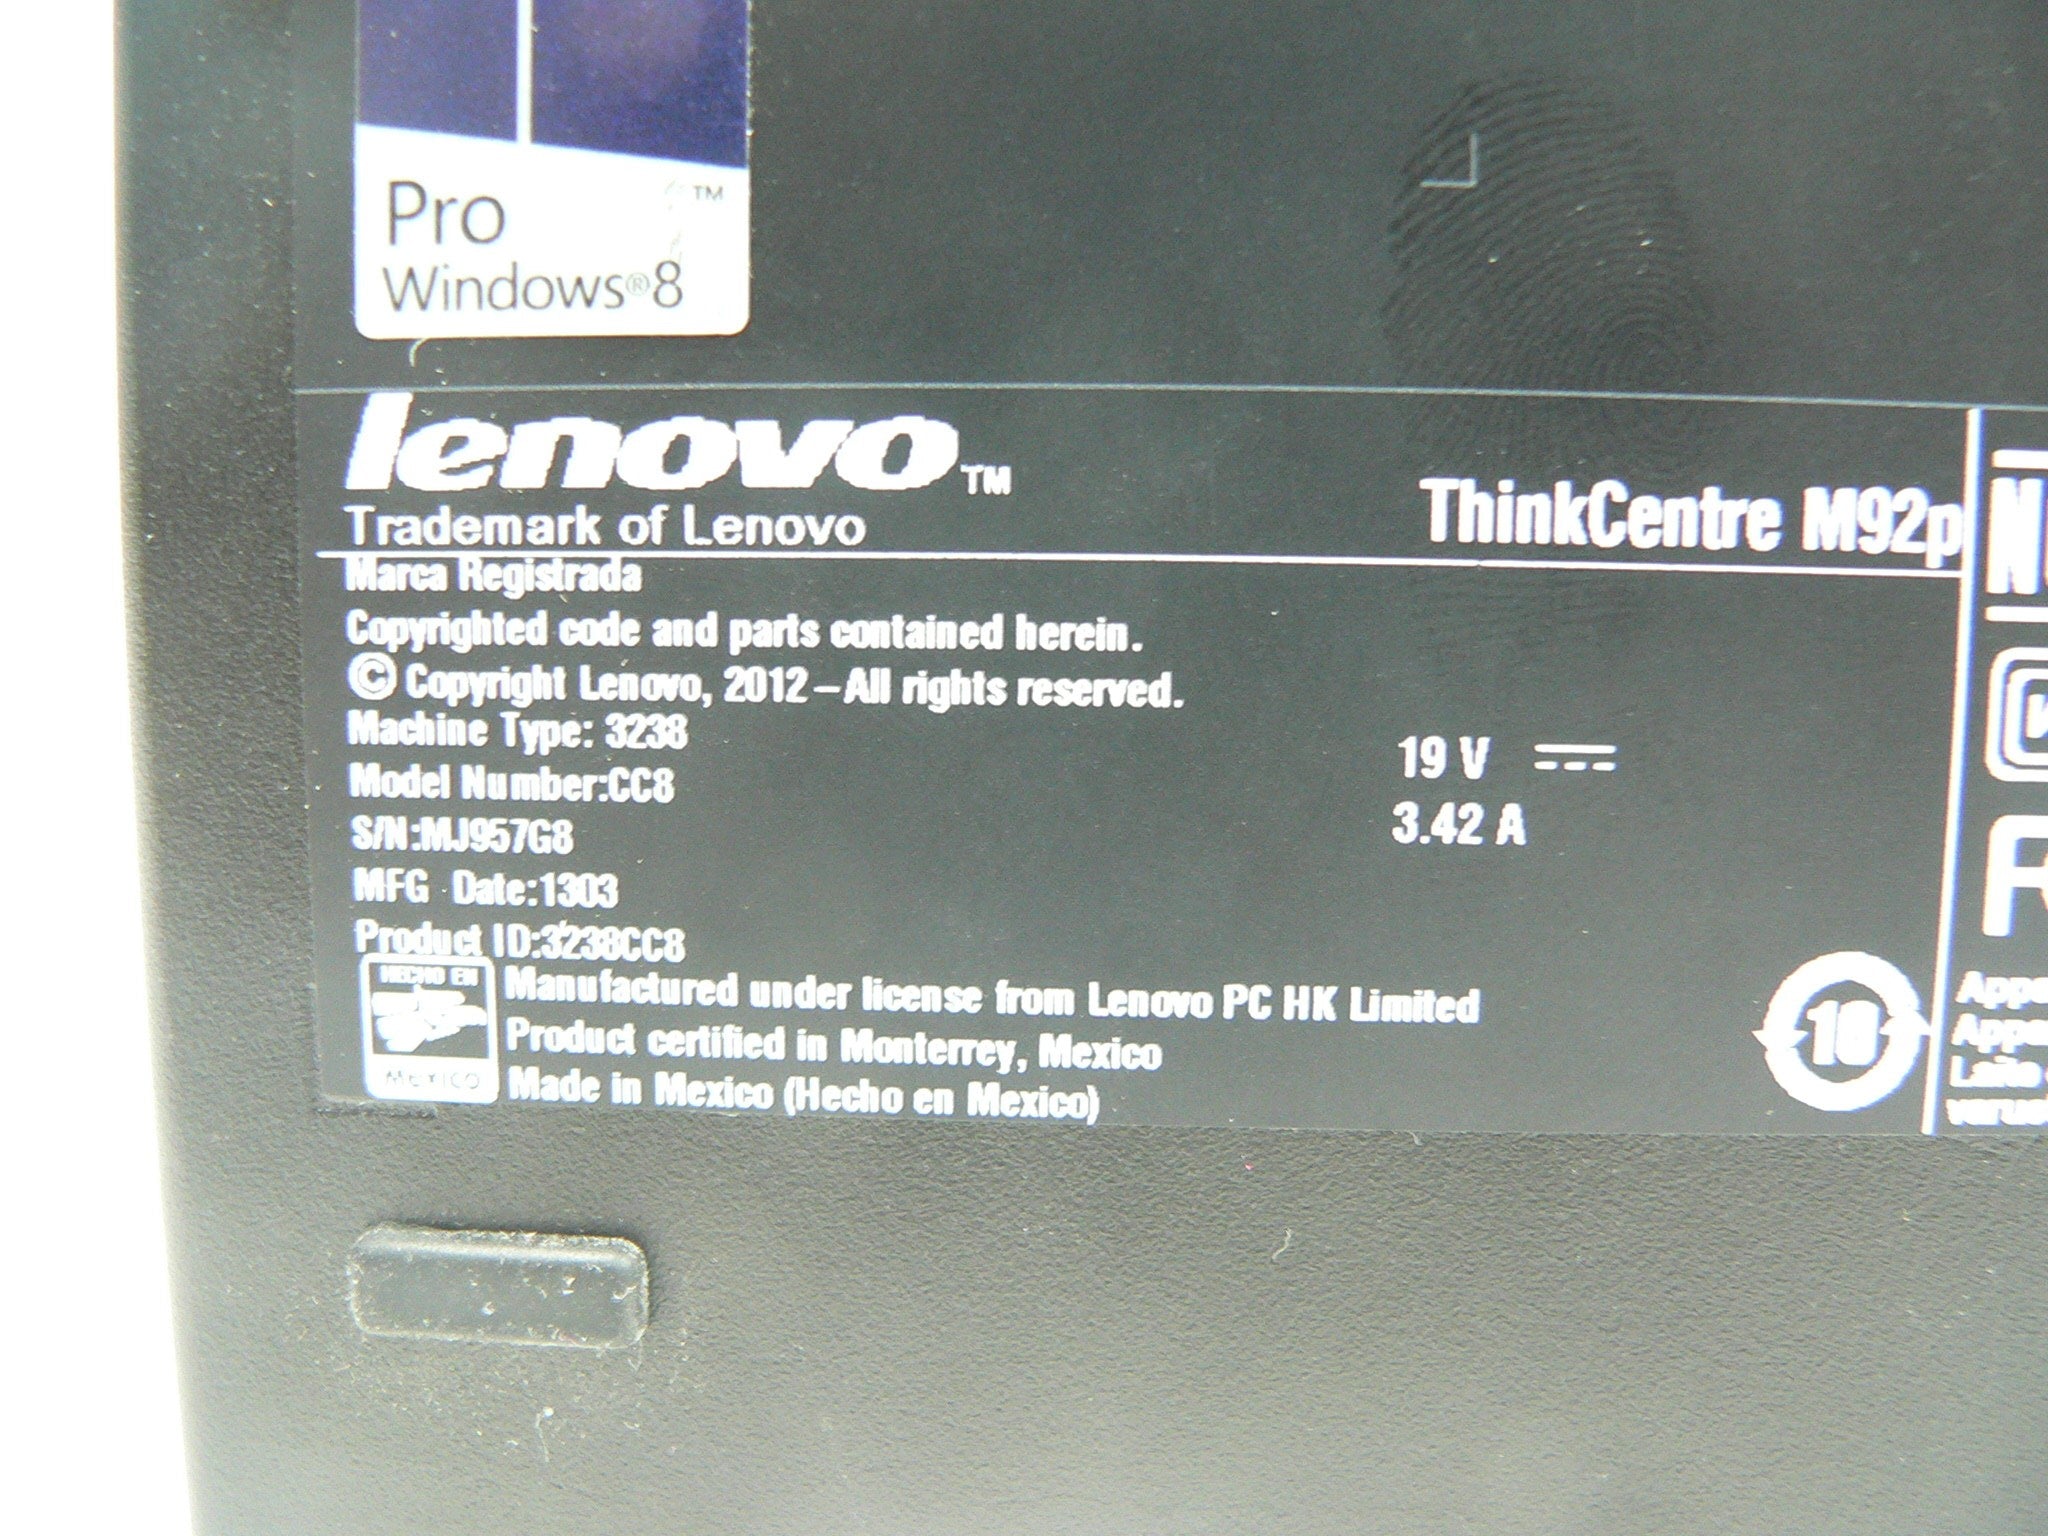 Pro ™
Windows®8
lenovo™
Trademark of Lenovo
ThinkCentre M92p
Marca Registrada
Copyrighted code and parts contained herein.
© Copyright Lenovo, 2012 – All rights reserved.
Machine Type: 3238
19 V
Model Number:CC8
3.42 A
S/N:MJ957G8
MFG Date:1303
Product ID:3238CC8
HECHO EN
MEXICO
Manufactured under license from Lenovo PC HK Limited
Product certified in Monterrey, Mexico
Made in Mexico (Hecho en Mexico)
10